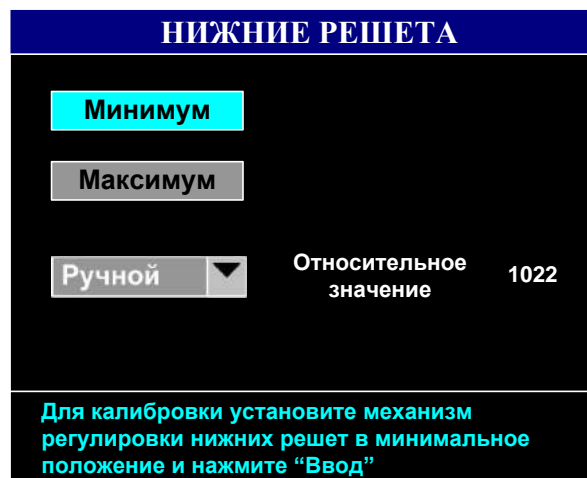 НИЖНИЕ РЕШЕТА
Минимум
Максимум
Ручной
Относительное
значение
1022
Для калибровки установите механизм
регулировки нижних решет в минимальное
положение и нажмите “Ввод”